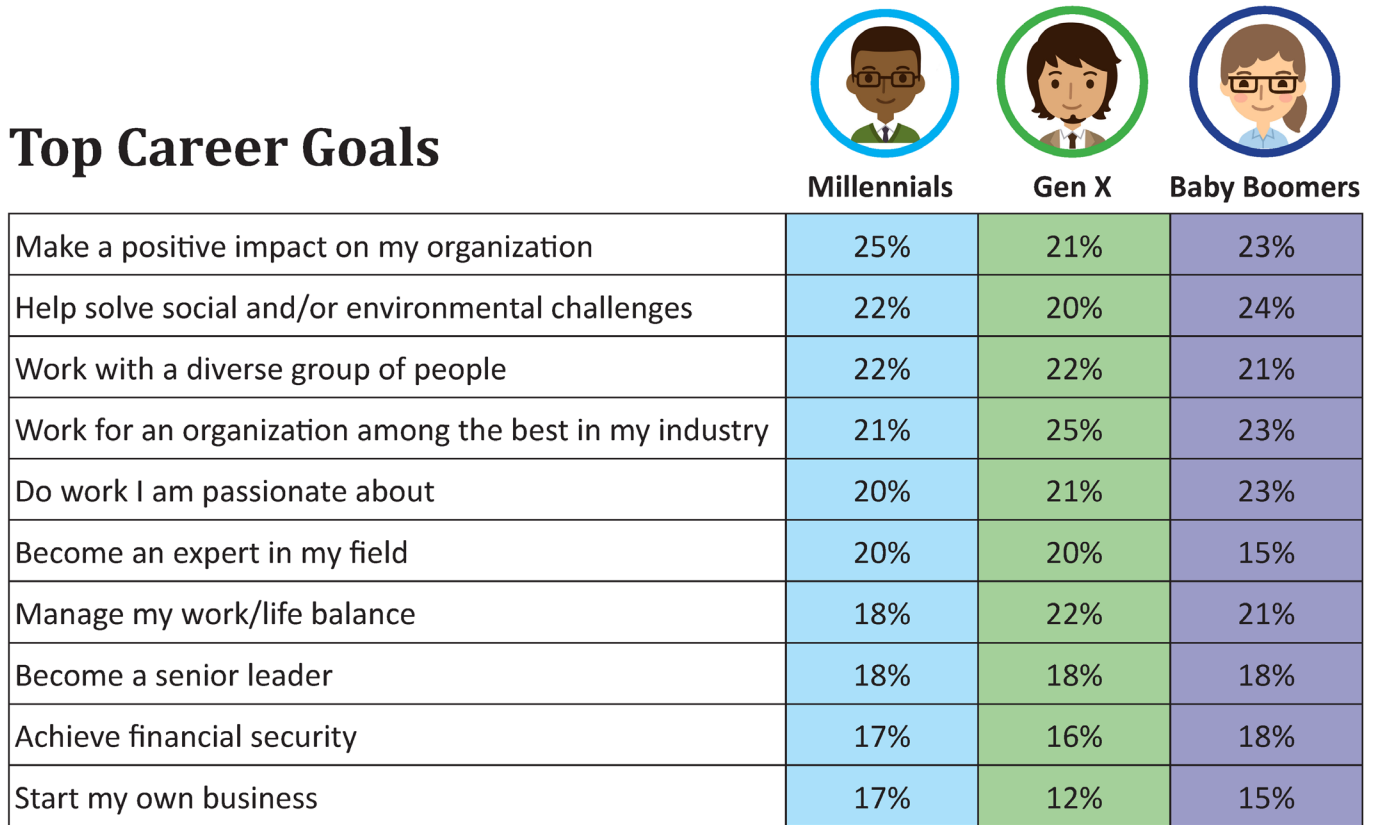 Top Career Goals
Millennials Gen X Baby Boomers
Make a positive impact on my organization 25% 21% 23%
Help solve social and/or environmental challenges 22% 20% 24%
Work with a diverse group of people 22% 22% 21%
Work for an organization among the best in my industry 21% 25% 23%
Do work I am passionate about 20% 21% 23%
Become an expert in my field 20% 20% 15%
Manage my work/life balance 18% 22% 21%
Become a senior leader 18% 18% 18%
Achieve financial security 17% 16% 18%
Start my own business 17% 12% 15%